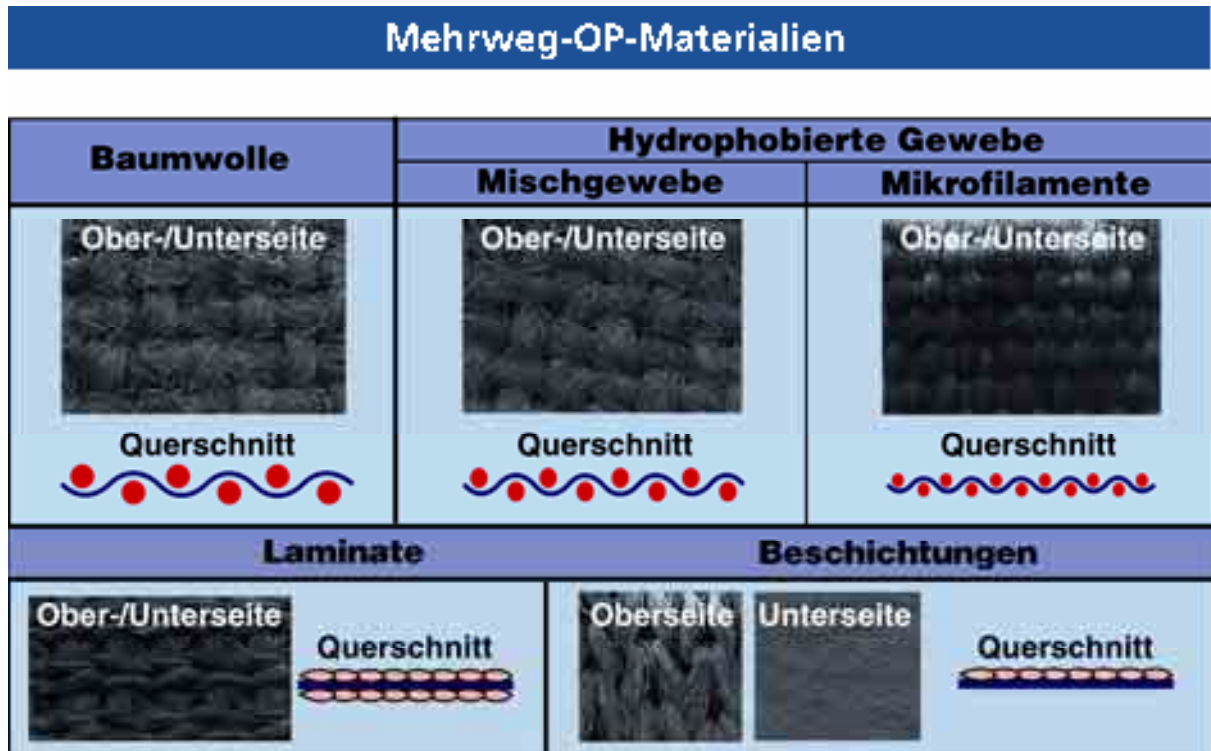 Mehrweg-OP-Materialien
Baumwolle
Hydrophobierte Gewebe
Mischgewebe
Mikrofilamente
Ober-/Unterseite
Ober-/Unterseite
Ober-/Unterseite
Querschnitt
Querschnitt
Querschnitt
Laminate
Beschichtungen
Ober-/Unterseite
Querschnitt
Oberseite
Unterseite
Querschnitt